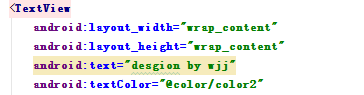 <TextView
android:layout_width="wrap_content"
android:layout_height="wrap_content"
android:text="desgion by wjj"
android:textColor="@color/color2"